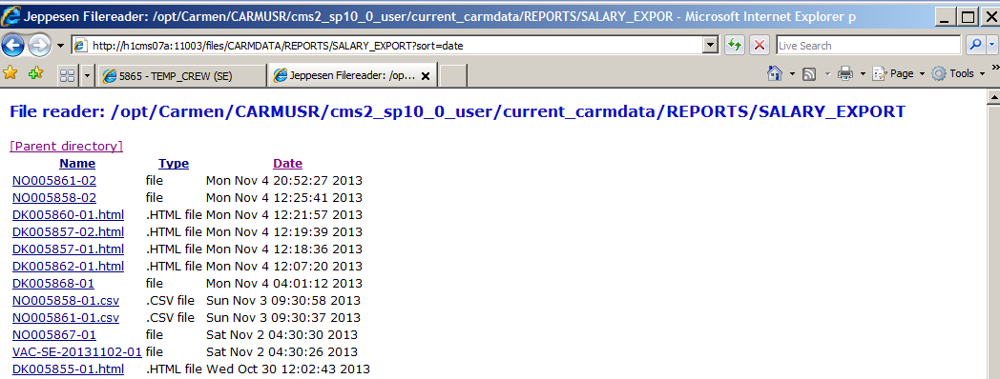 Jeppesen Filereader: /opt/Carmen/CARMUSR/cms2_sp10_0_user/current_carmdata/REPORTS/SALARY_EXPOR - Microsoft Internet Explorer p
http://h1cms07a:11003/files/CARMDATA/REPORTS/SALARY_EXPORT?sort=date Live Search
5865 - TEMP_CREW (SE) Jeppesen Filereader: /op... Page Tools
File reader: /opt/Carmen/CARMUSR/cms2_sp10_0_user/current_carmdata/REPORTS/SALARY_EXPORT
[Parent directory]
Name Type Date
NO005861-02 file Mon Nov 4 20:52:27 2013
NO005858-02 file Mon Nov 4 12:25:41 2013
DK005860-01.html .HTML file Mon Nov 4 12:21:57 2013
DK005857-02.html .HTML file Mon Nov 4 12:19:39 2013
DK005857-01.html .HTML file Mon Nov 4 12:18:36 2013
DK005862-01.html .HTML file Mon Nov 4 12:07:20 2013
DK005868-01 file Mon Nov 4 04:01:12 2013
NO005858-01.csv .CSV file Sun Nov 3 09:30:58 2013
NO005861-01.csv .CSV file Sun Nov 3 09:30:37 2013
NO005867-01 file Sat Nov 2 04:30:30 2013
VAC-SE-20131102-01 file Sat Nov 2 04:30:26 2013
DK005855-01.html .HTML file Wed Oct 30 12:02:43 2013